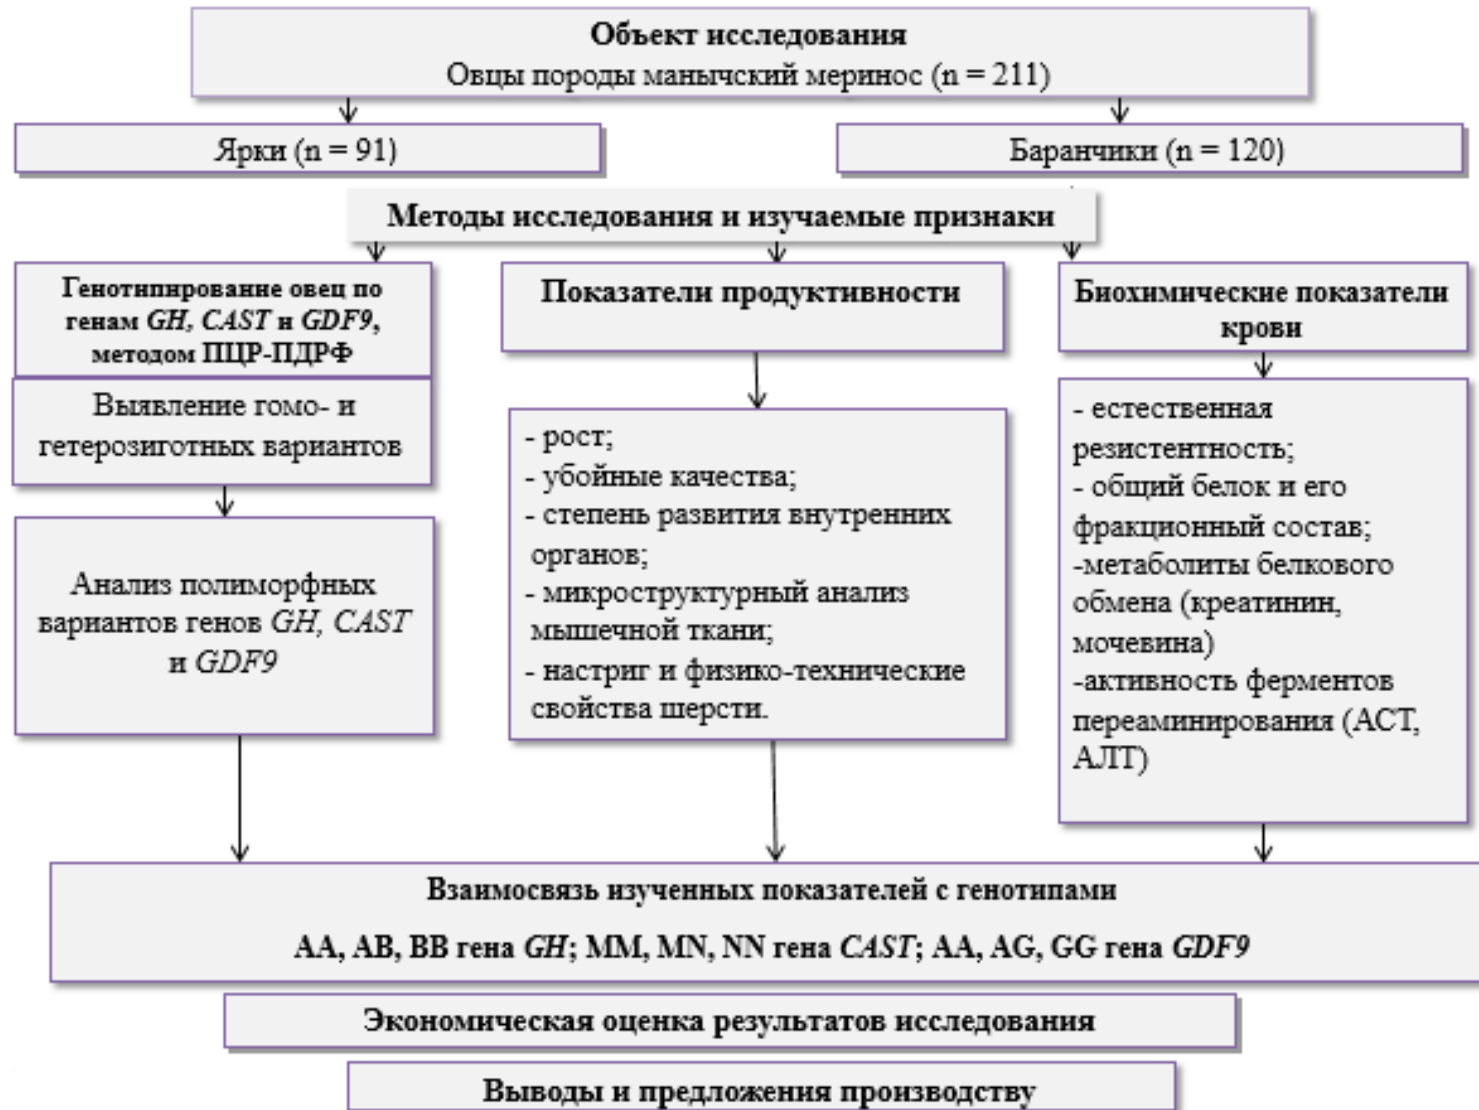 Объект исследования
Овцы породы манычский меринос (n = 211)
Ярки (n = 91)
Баранчики (n = 120)
Методы исследования и изучаемые признаки
Генотипирование овец по
генам GH, CAST и GDF9,
методом ПЦР-ПДРФ
Выявление гомо- и
гетерозиготных вариантов
Анализ полиморфных
вариантов генов GH, CAST
и GDF9
Показатели продуктивности
- рост;
- убойные качества;
- степень развития внутренних
органов;
- микроструктурный анализ
мышечной ткани;
- настриг и физико-технические
свойства шерсти.
Биохимические показатели
крови
- естественная
резистентность;
- общий белок и его
фракционный состав;
-метаболиты белкового
обмена (креатинин,
мочевина)
-активность ферментов
переаминирования (АСТ,
АЛТ)
Взаимосвязь изученных показателей с генотипами
АА, АВ, ВВ гена GH; MM, MN, NN гена CAST; AA, AG, GG гена GDF9
Экономическая оценка результатов исследования
Выводы и предложения производству